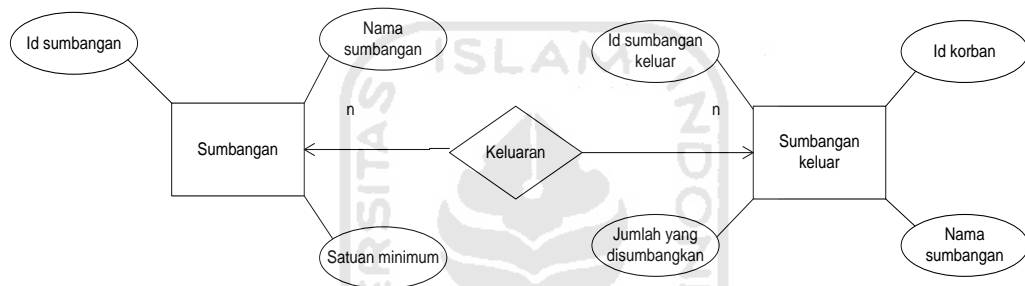 Id sumbangan
Nama
sumbangan
Id sumbangan
keluar
Id korban
n
n
Sumbangan
Keluaran
Sumbangan
keluar
Satuan minimum
Jumlah yang
disumbangkan
Nama
sumbangan
ISLAM